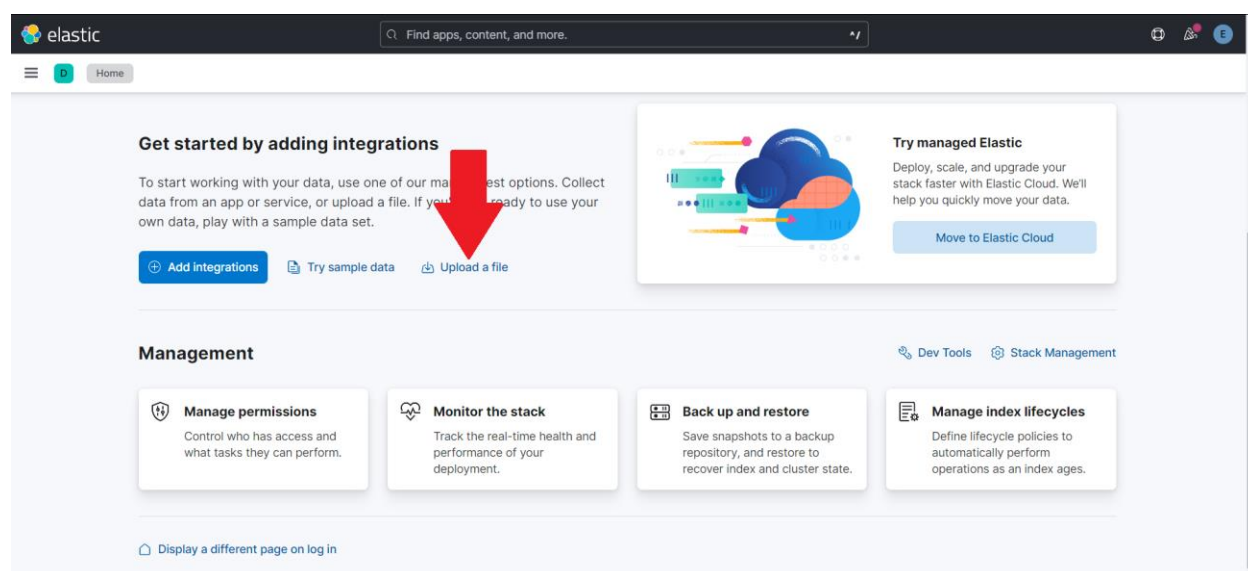 elastic
Find apps, content, and more.
^/
E
D
Home
Get started by adding integrations
To start working with your data, use one of our many ingest options. Collect
data from an app or service, or upload a file. If you're not ready to use your
own data, play with a sample data set.
Add integrations
Try sample data
Upload a file
Try managed Elastic
Deploy, scale, and upgrade your
stack faster with Elastic Cloud. We'll
help you quickly move your data.
Move to Elastic Cloud
Management
Dev Tools
Stack Management
Manage permissions
Control who has access and
what tasks they can perform.
Monitor the stack
Track the real-time health and
performance of your
deployment.
Back up and restore
Save snapshots to a backup
repository, and restore to
recover index and cluster state.
Manage index lifecycles
Define lifecycle policies to
automatically perform
operations as an index ages.
Display a different page on log in